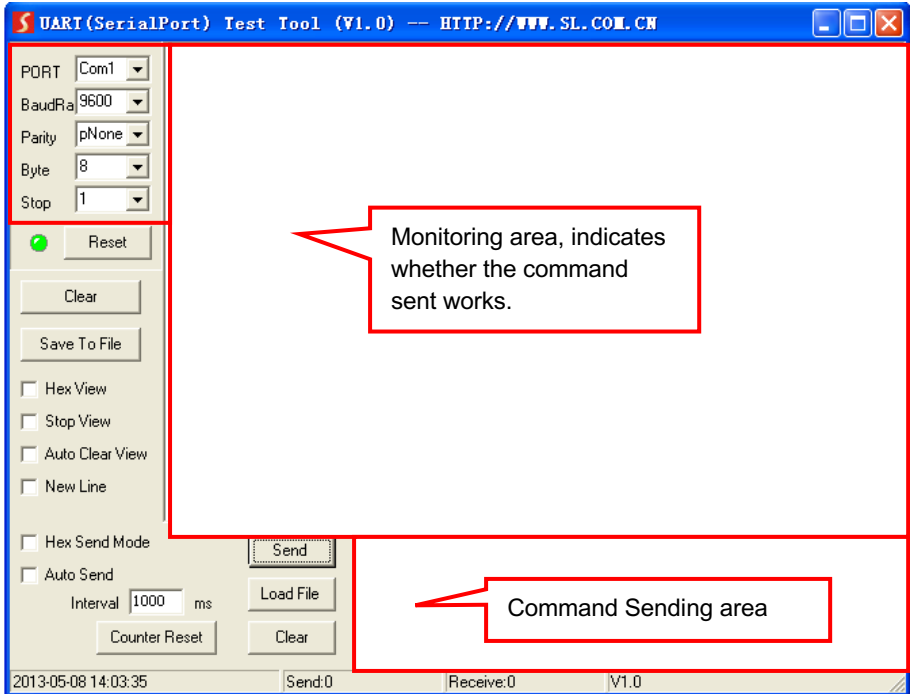 UART(SerialPort) Test Tool (V1.0) -- HTTP://WWW.SL.COM.CN
PORT Com1
BaudRa 9600
Parity pNone
Byte 8
Stop 1
Reset
Clear
Save To File
Hex View
Stop View
Auto Clear View
New Line
Monitoring area, indicates
whether the command
sent works.
Hex Send Mode
Send
Auto Send
Interval 1000 ms
Load File
Counter Reset
Clear
Command Sending area
2013-05-08 14:03:35 Send:0 Receive:0 V1.0